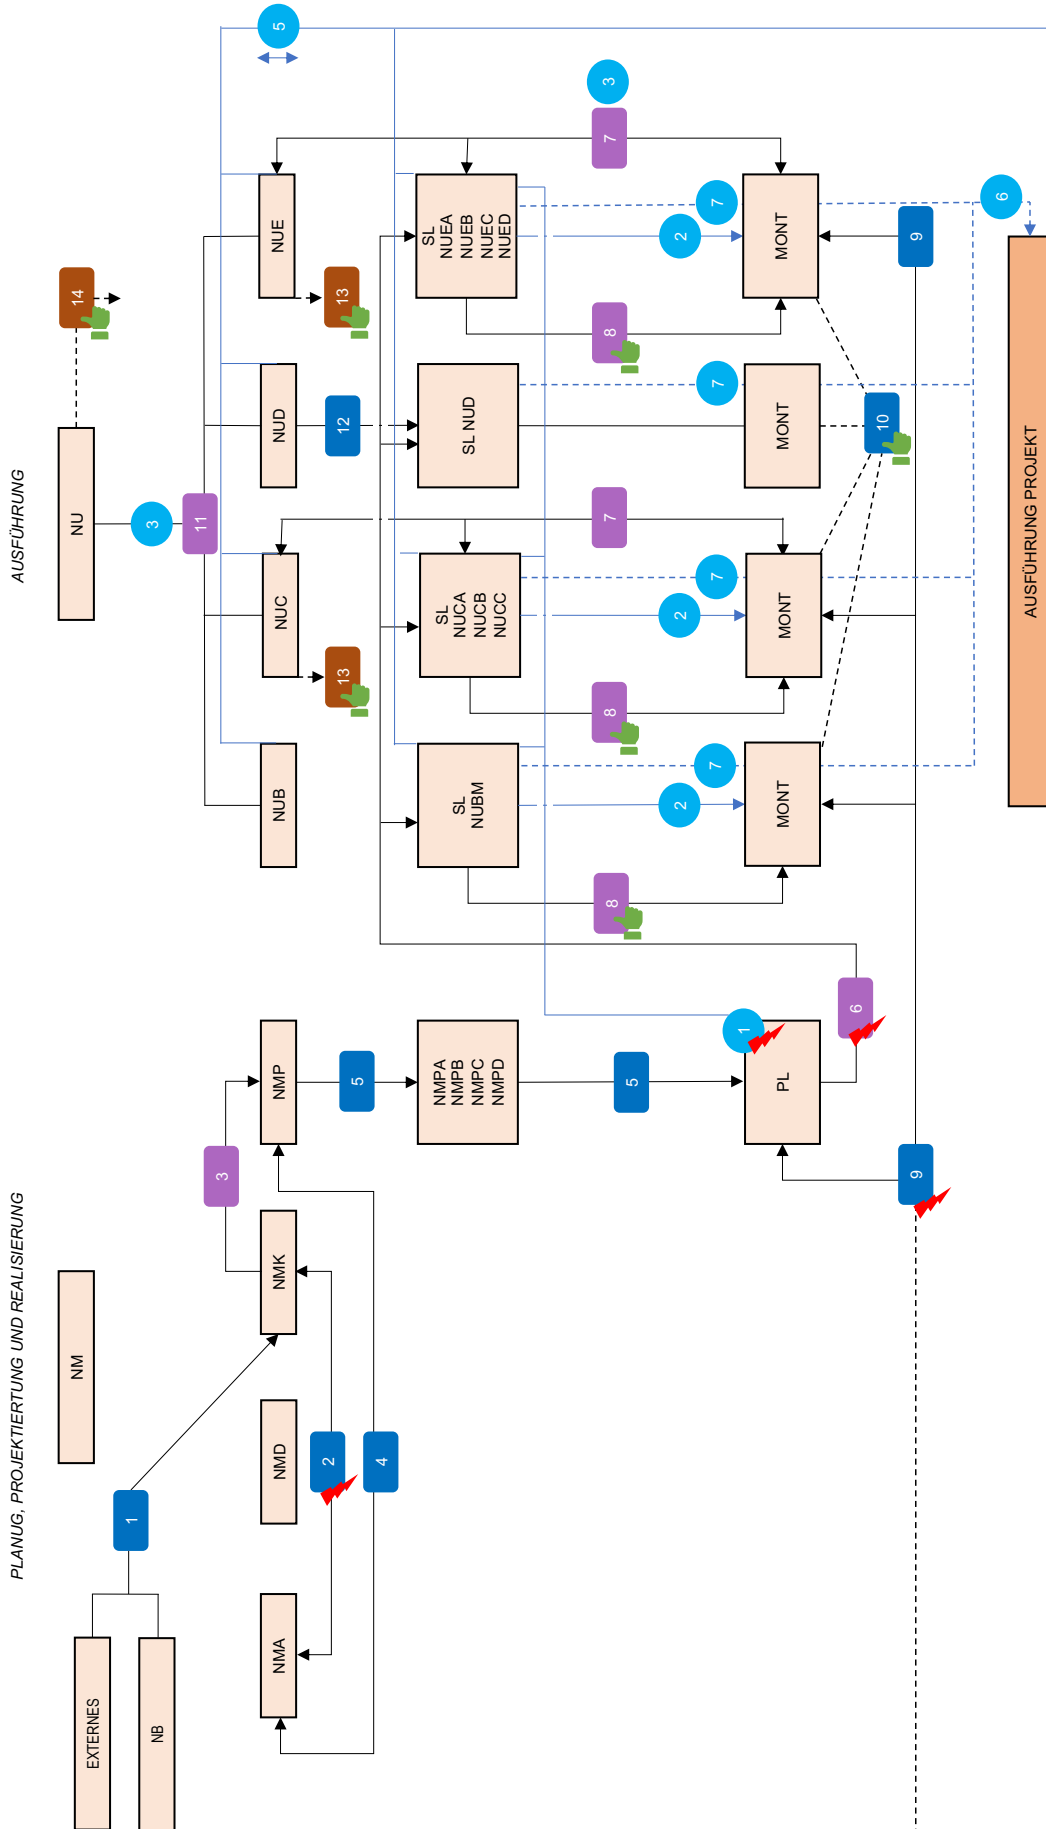 PLANUG, PROJEKTIERTUNG UND REALISIERUNG
AUSFÜHRUNG
EXTERNES
NB
1
NM
NU
14
3
11
3
5
NMA
NMD
NMK
NMP
NUB
NUC
NUD
NUE
2
4
5
13
12
13
NMPA
NMPB
NMPC
NMPD
SL
NUBM
SL
NUCA
NUCB
NUCC
SL NUD
SL
NUEA
NUEB
NUEC
NUED
5
8
8
7
8
7
3
2
2
2
7
7
7
7
1
PL
MONT
MONT
MONT
MONT
6
10
9
9
6
AUSFÜHRUNG PROJEKT